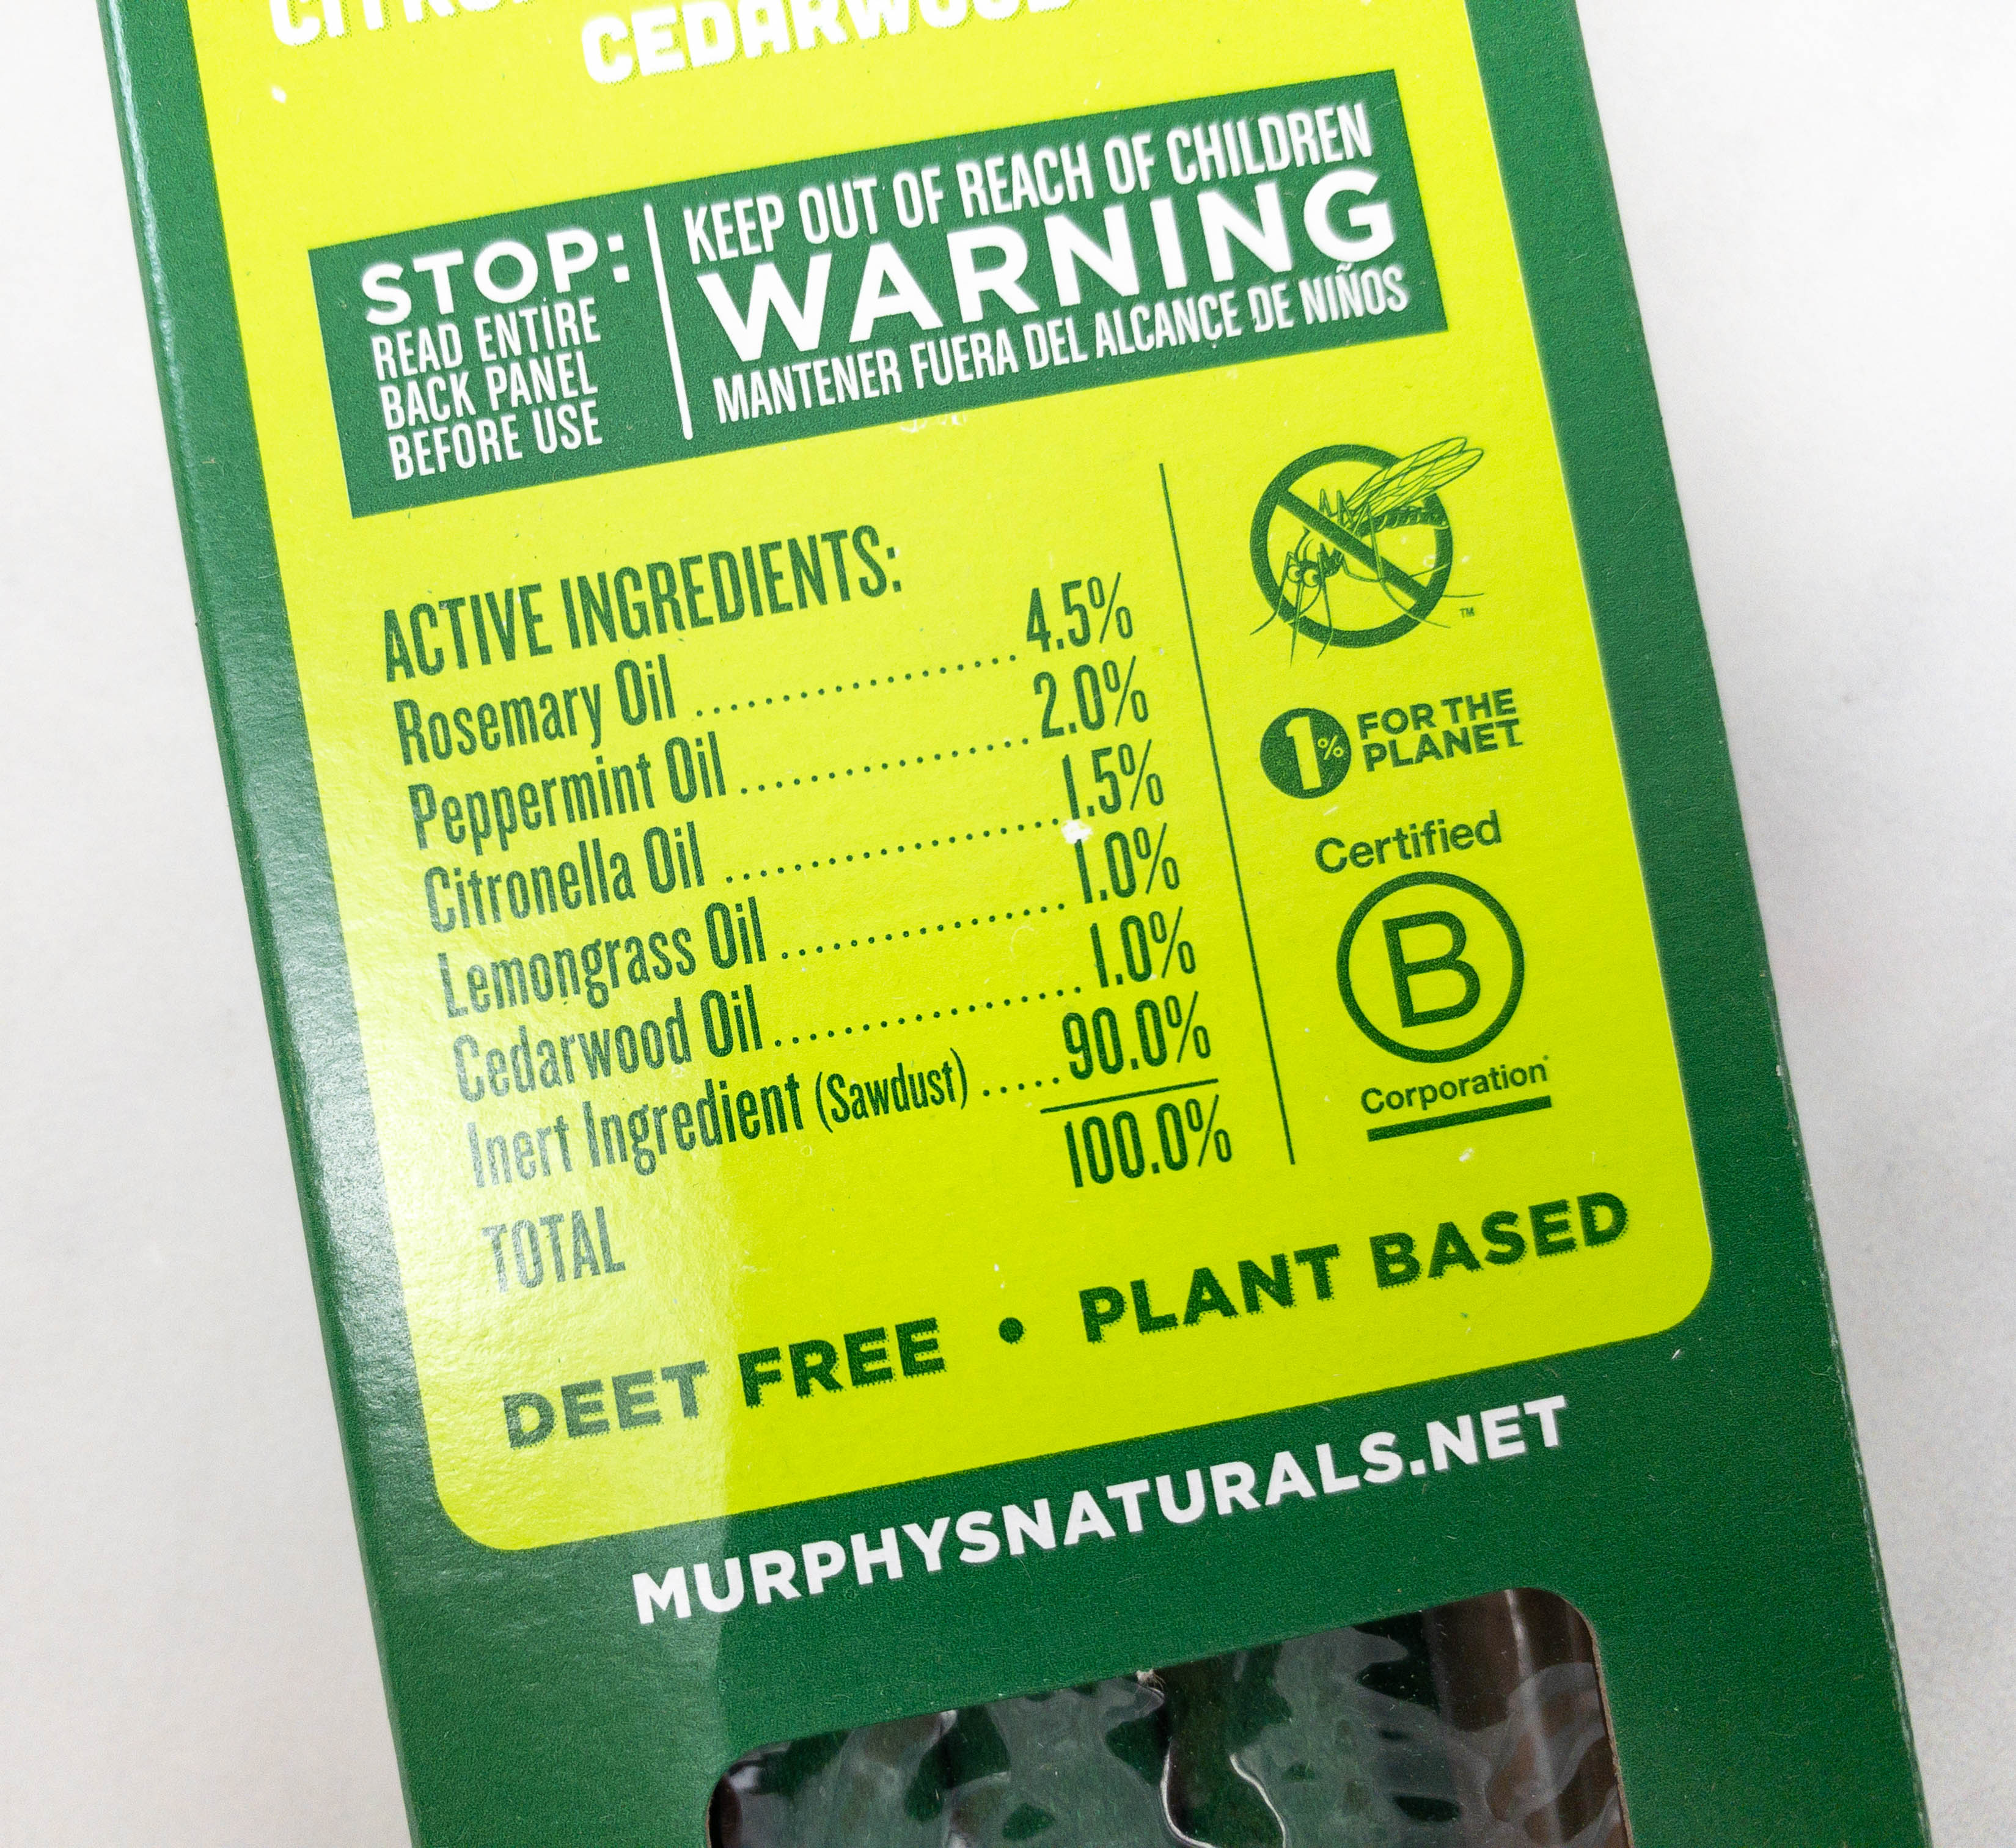 CEDARWOOD
STOP:
READ ENTIRE
BACK PANEL
BEFORE USE
KEEP OUT OF REACH OF CHILDREN
WARNING
MANTENER FUERA DEL ALCANCE DE NIÑOS
ACTIVE INGREDIENTS:
Rosemary Oil ................. 4.5%
Peppermint Oil ............... 2.0%
Citronella Oil ................. 1.5%
Lemongrass Oil ............... 1.0%
Cedarwood Oil ................ 1.0%
Inert Ingredient (Sawdust) ..... 90.0%
TOTAL 100.0%
TM
1% FOR THE
PLANET
Certified
B
Corporation
DEET FREE • PLANT BASED
MURPHYSNATURALS.NET